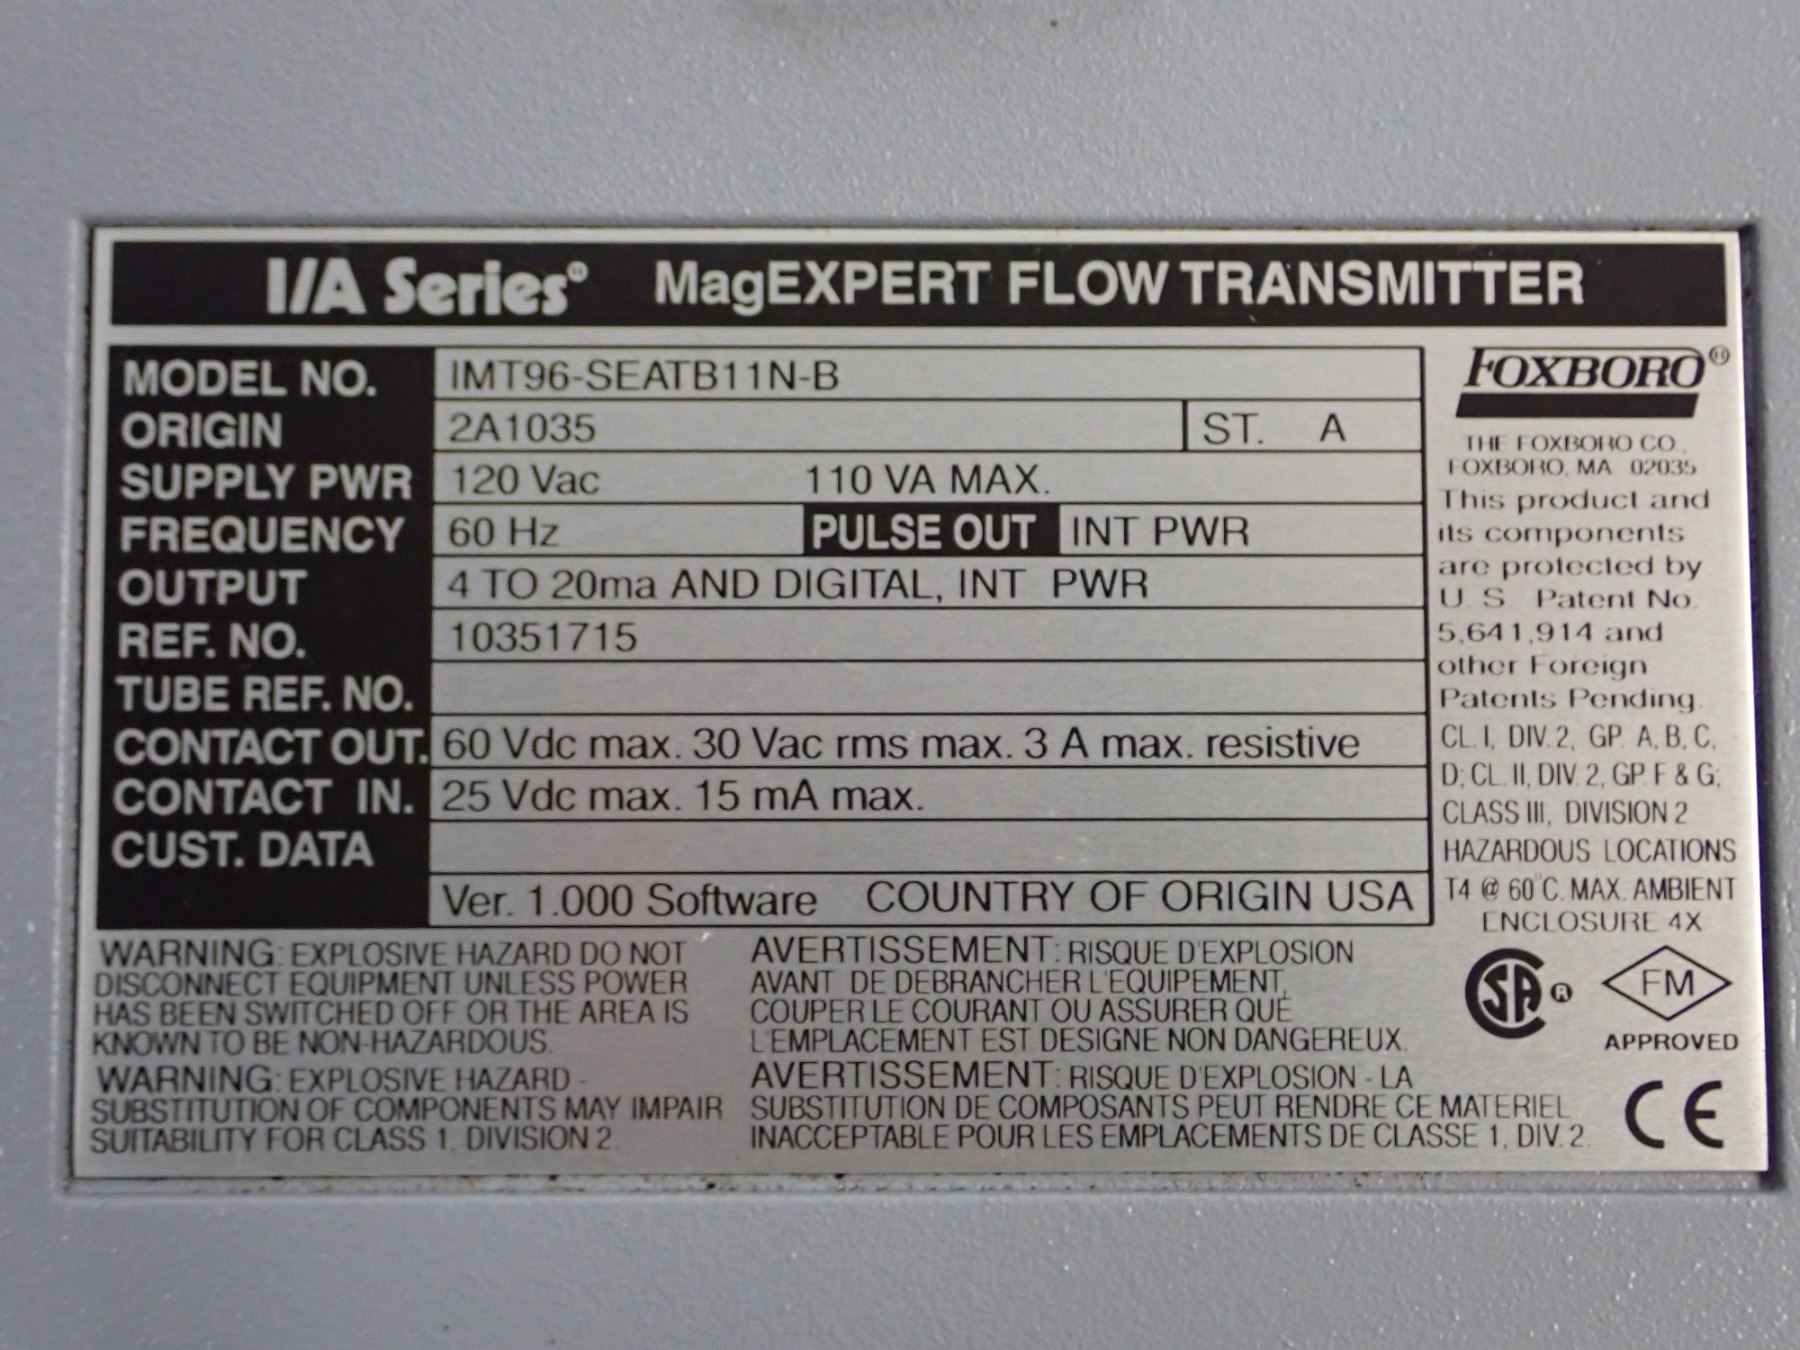 I/A Series® MagEXPERT FLOW TRANSMITTER
MODEL NO. IMT96-SEATB11N-B
ORIGIN 2A1035 ST. A
SUPPLY PWR 120 Vac 110 VA MAX.
FREQUENCY 60 Hz PULSE OUT INT PWR
OUTPUT 4 TO 20ma AND DIGITAL, INT PWR
REF. NO. 10351715
TUBE REF. NO.
CONTACT OUT. 60 Vdc max. 30 Vac rms max. 3 A max. resistive
CONTACT IN. 25 Vdc max. 15 mA max.
CUST. DATA
Ver. 1.000 Software COUNTRY OF ORIGIN USA
FOXBORO®
THE FOXBORO CO.
FOXBORO, MA 02035
This product and
its components
are protected by
U. S. Patent No.
5,641,914 and
other Foreign
Patents Pending.
CL. I, DIV. 2, GP. A, B, C,
D; CL. II, DIV. 2, GP. F & G;
CLASS III, DIVISION 2
HAZARDOUS LOCATIONS
T4 @ 60°C. MAX. AMBIENT
ENCLOSURE 4X
WARNING: EXPLOSIVE HAZARD DO NOT
DISCONNECT EQUIPMENT UNLESS POWER
HAS BEEN SWITCHED OFF OR THE AREA IS
KNOWN TO BE NON-HAZARDOUS.
WARNING: EXPLOSIVE HAZARD -
SUBSTITUTION OF COMPONENTS MAY IMPAIR
SUITABILITY FOR CLASS 1, DIVISION 2.
AVERTISSEMENT: RISQUE D'EXPLOSION
AVANT DE DEBRANCHER L'EQUIPEMENT,
COUPER LE COURANT OU ASSURER QUE
L'EMPLACEMENT EST DESIGNE NON DANGEREUX.
AVERTISSEMENT: RISQUE D'EXPLOSION - LA
SUBSTITUTION DE COMPOSANTS PEUT RENDRE CE MATERIEL
INACCEPTABLE POUR LES EMPLACEMENTS DE CLASSE 1, DIV. 2.
SA ®
FM
APPROVED
CE